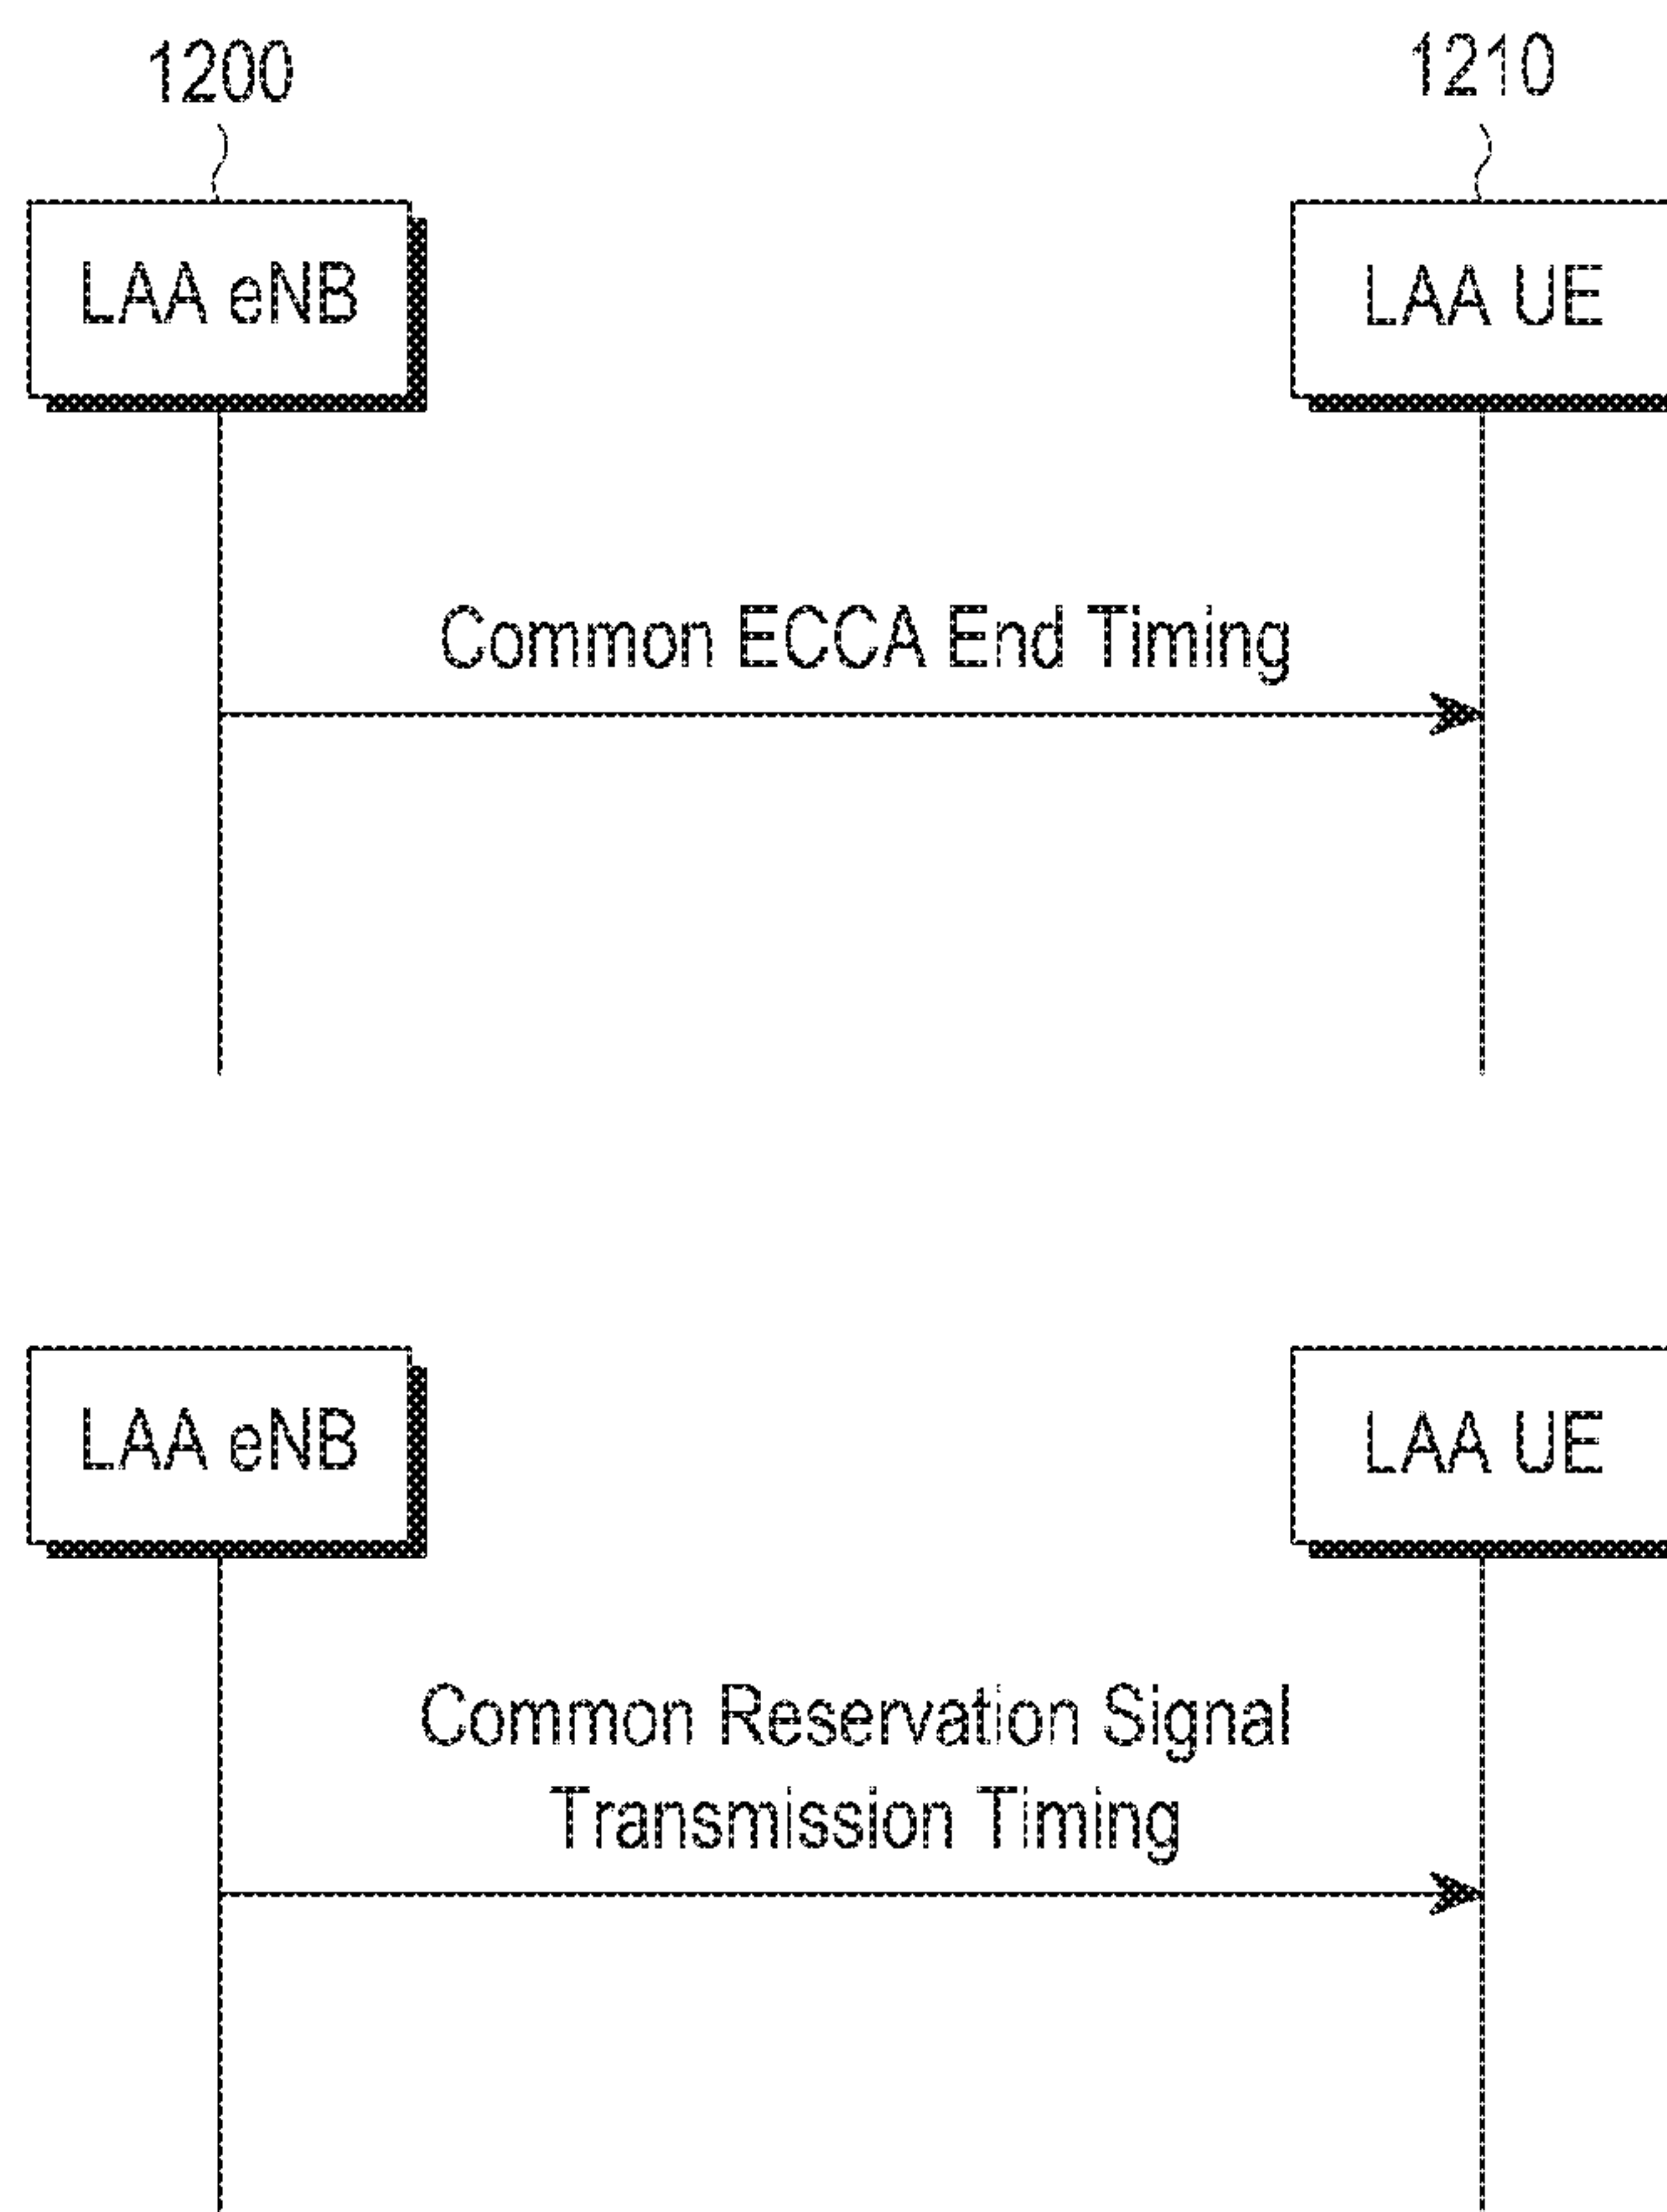 1200
1210
LAA eNB
LAA UE
Common ECCA End Timing
LAA eNB
LAA UE
Common Reservation Signal
Transmission Timing